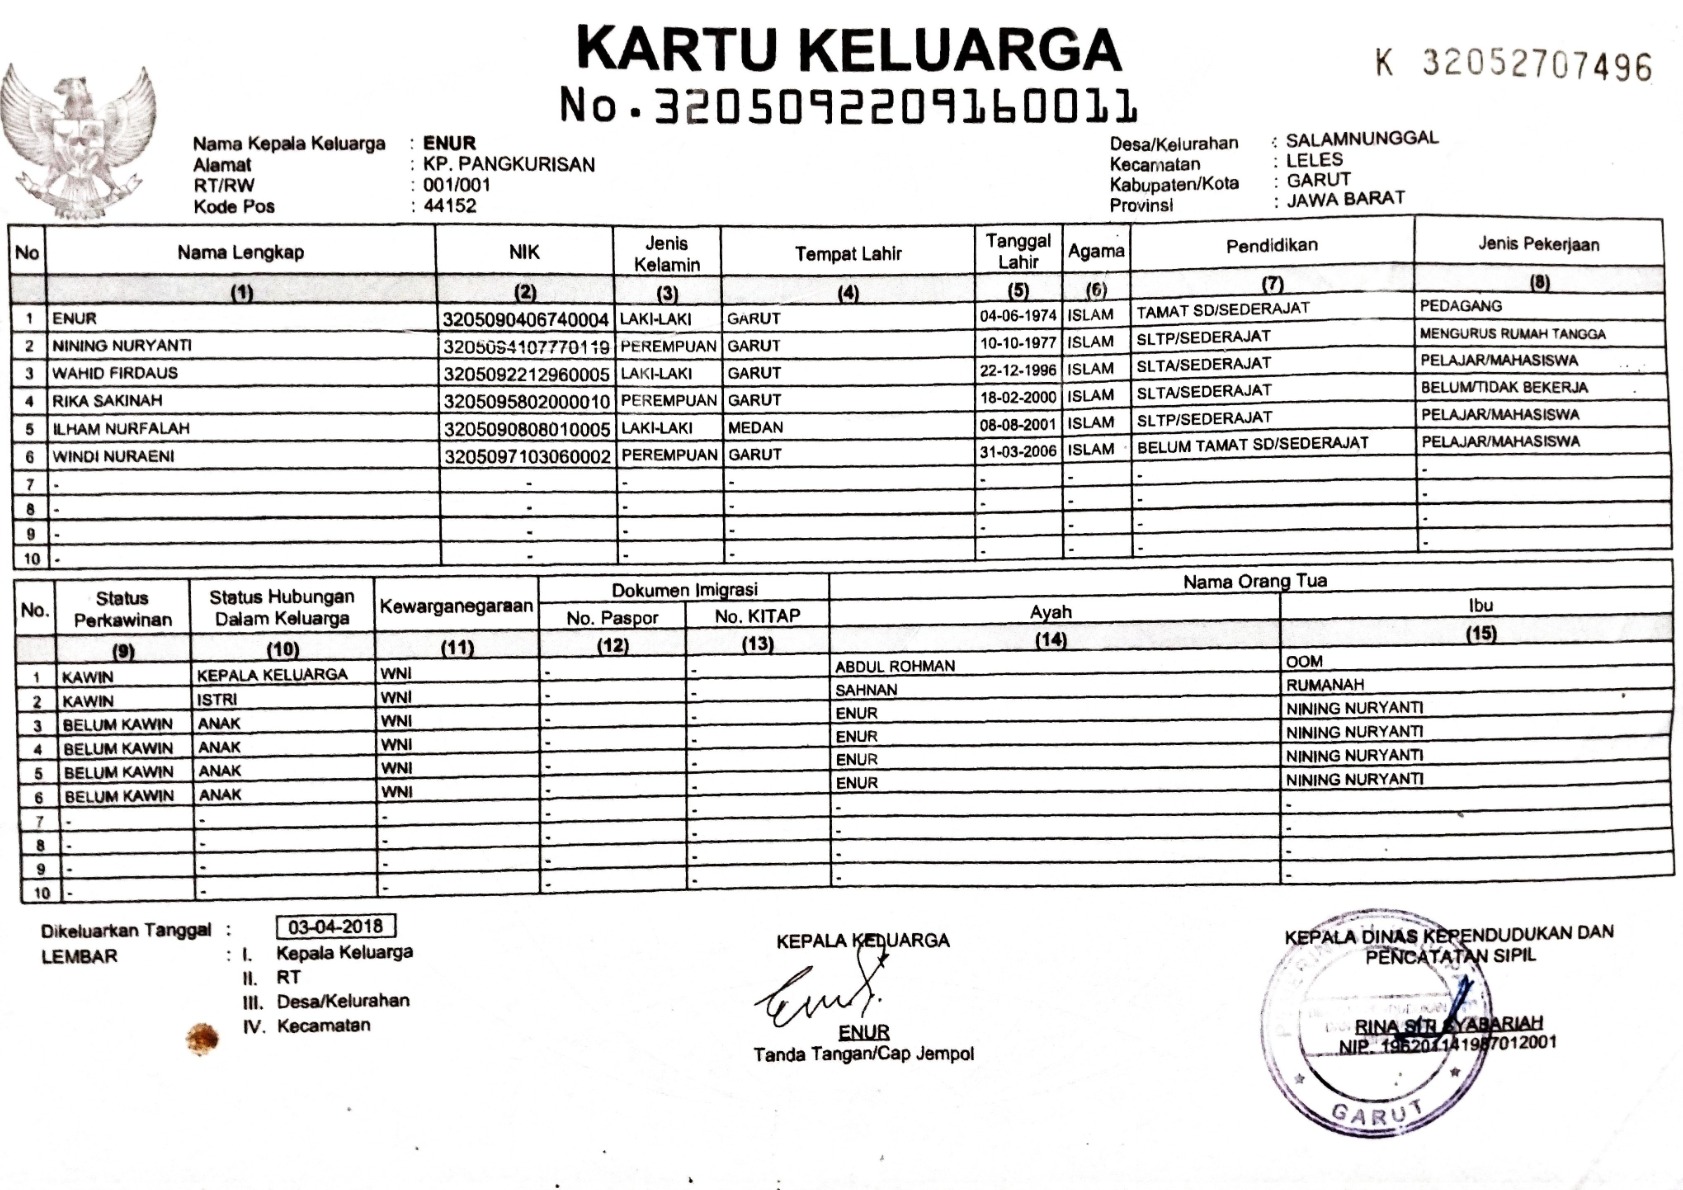 KARTU KELUARGA
No.3205092209160011
K 32052707496
Nama Kepala Keluarga : ENUR
Alamat : KP. PANGKURISAN
RT/RW : 001/001
Kode Pos : 44152
Desa/Kelurahan : SALAMNUNGGAL
Kecamatan : LELES
Kabupaten/Kota : GARUT
Provinsi : JAWA BARAT
No Nama Lengkap NIK Jenis Kelamin Tempat Lahir Tanggal Lahir Agama Pendidikan Jenis Pekerjaan
(1) (2) (3) (4) (5) (6) (7) (8)
1 ENUR 3205090406740004 LAKI-LAKI GARUT 04-06-1974 ISLAM TAMAT SD/SEDERAJAT PEDAGANG
2 NINING NURYANTI 3205094107770119 PEREMPUAN GARUT 10-10-1977 ISLAM SLTP/SEDERAJAT MENGURUS RUMAH TANGGA
3 WAHID FIRDAUS 3205092212960005 LAKI-LAKI GARUT 22-12-1996 ISLAM SLTA/SEDERAJAT PELAJAR/MAHASISWA
4 RIKA SAKINAH 3205095802000010 PEREMPUAN GARUT 18-02-2000 ISLAM SLTA/SEDERAJAT BELUM/TIDAK BEKERJA
5 ILHAM NURFALAH 3205090808010005 LAKI-LAKI MEDAN 08-08-2001 ISLAM SLTP/SEDERAJAT PELAJAR/MAHASISWA
6 WINDI NURAENI 3205097103060002 PEREMPUAN GARUT 31-03-2006 ISLAM BELUM TAMAT SD/SEDERAJAT PELAJAR/MAHASISWA
7 - - - - - - - -
8 - - - - - - - -
9 - - - - - - - -
10 - - - - - - - -
No. Status Perkawinan Status Hubungan Dalam Keluarga Kewarganegaraan Dokumen Imigrasi Nama Orang Tua
No. Paspor No. KITAP Ayah Ibu
(9) (10) (11) (12) (13) (14) (15)
1 KAWIN KEPALA KELUARGA WNI - - ABDUL ROHMAN OOM
2 KAWIN ISTRI WNI - - SAHNAN RUMANAH
3 BELUM KAWIN ANAK WNI - - ENUR NINING NURYANTI
4 BELUM KAWIN ANAK WNI - - ENUR NINING NURYANTI
5 BELUM KAWIN ANAK WNI - - ENUR NINING NURYANTI
6 BELUM KAWIN ANAK WNI - - ENUR NINING NURYANTI
7 - - - - - - -
8 - - - - - - -
9 - - - - - - -
10 - - - - - - -
Dikeluarkan Tanggal : 03-04-2018
LEMBAR : I. Kepala Keluarga
II. RT
III. Desa/Kelurahan
IV. Kecamatan
KEPALA KELUARGA
Enur
ENUR
Tanda Tangan/Cap Jempol
KEPALA DINAS KEPENDUDUKAN DAN
PENCATATAN SIPIL
RINA SITI SYABARIAH
NIP. 196201141987012001
GARUT